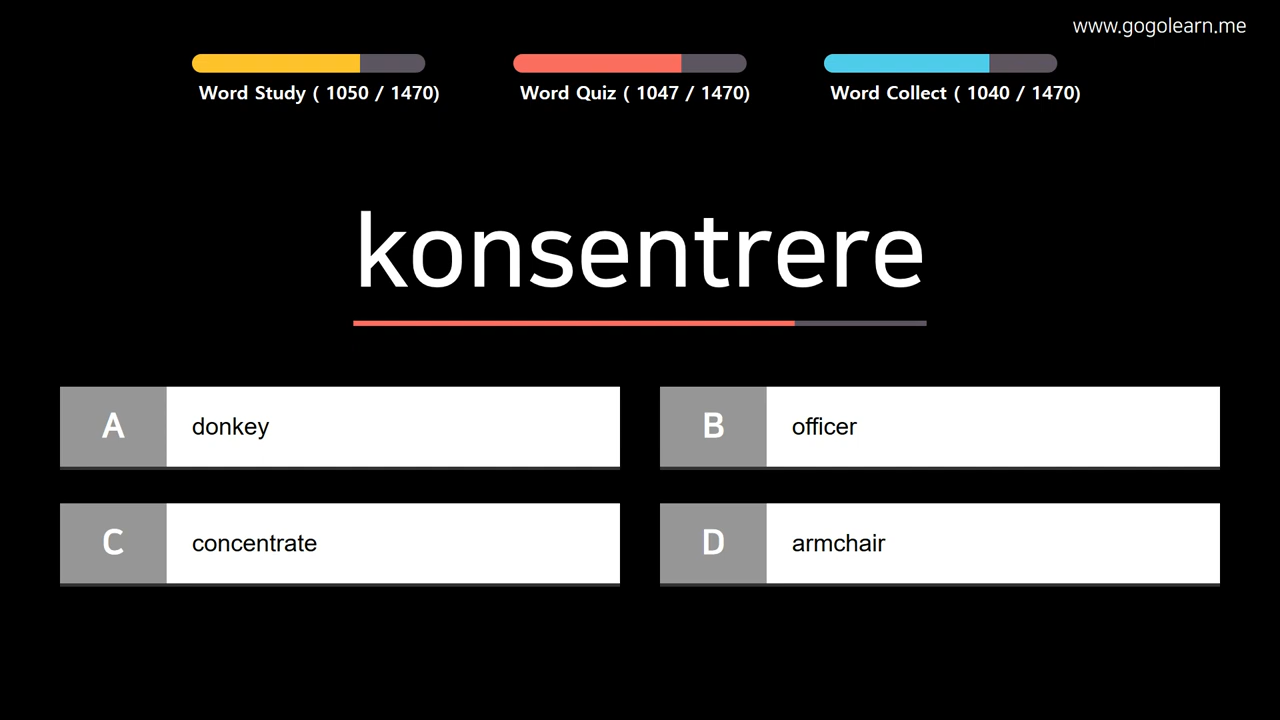 www.gogolearn.me
Word Study ( 1050 / 1470)
Word Quiz ( 1047 / 1470)
Word Collect ( 1040 / 1470)
konsentrere
A donkey
B officer
C concentrate
D armchair